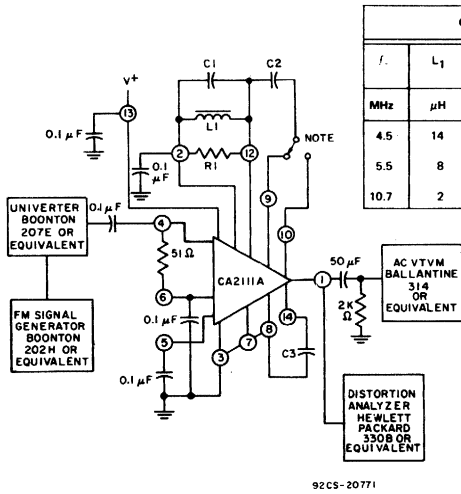 C1
C2
V+
13
L1
NOTE
0.1 μF
2
R1
12
0.1
μF
9
10
UNIVERTER
BOONTON
207E OR
EQUIVALENT
0.1 μF
4
51 Ω
6
CA2111A
1
50 μF
AC VTVM
BALLANTINE
314
OR
EQUIVALENT
2K
Ω
FM SIGNAL
GENERATOR
BOONTON
202H OR
EQUIVALENT
0.1 μF
5
3
7
8
14
C3
0.1 μF
DISTORTION
ANALYZER
HEWLETT
PACKARD
330B OR
EQUIVALENT
L1
MHz μH
4.5 14
5.5 8
10.7 2
92CS-20771